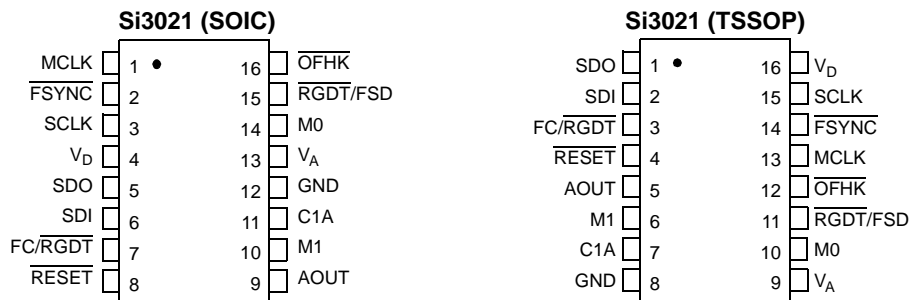 Si3021 (SOIC)
MCLK 1 16 OFHK
FSYNC 2 15 RGDT/FSD
SCLK 3 14 M0
VD 4 13 VA
SDO 5 12 GND
SDI 6 11 C1A
FC/RGDT 7 10 M1
RESET 8 9 AOUT
Si3021 (TSSOP)
SDO 1 16 VD
SDI 2 15 SCLK
FC/RGDT 3 14 FSYNC
RESET 4 13 MCLK
AOUT 5 12 OFHK
M1 6 11 RGDT/FSD
C1A 7 10 M0
GND 8 9 VA